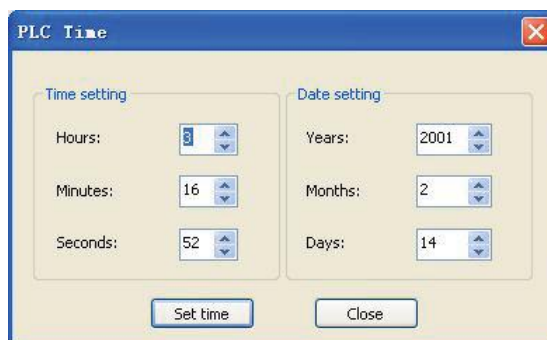 PLC Time
Time setting
Hours: 3
Minutes: 16
Seconds: 52
Date setting
Years: 2001
Months: 2
Days: 14
Set time
Close